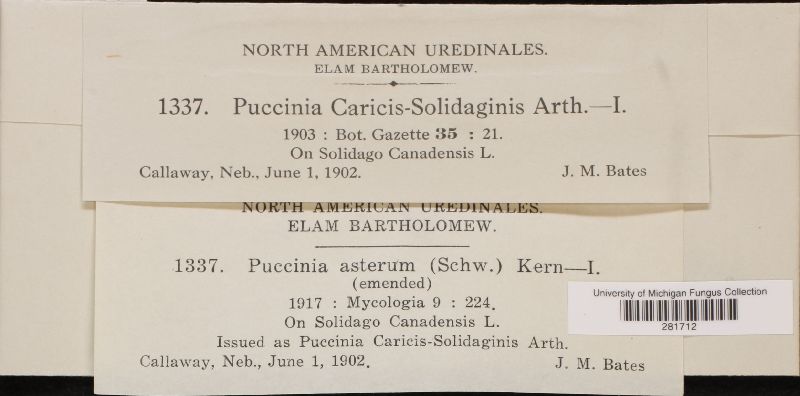 NORTH AMERICAN UREDINALES.
ELAM BARTHOLOMEW.
1337. Puccinia Caricis-Solidaginis Arth.—I.
1903 : Bot. Gazette 35 : 21.
On Solidago Canadensis L.
Callaway, Neb., June 1, 1902. J. M. Bates
NORTH AMERICAN UREDINALES.
ELAM BARTHOLOMEW.
1337. Puccinia asterum (Schw.) Kern—I.
(emended)
1917 : Mycologia 9 : 224.
On Solidago Canadensis L.
Issued as Puccinia Caricis-Solidaginis Arth.
Callaway, Neb., June 1, 1902. J. M. Bates
University of Michigan Fungus Collection
281712